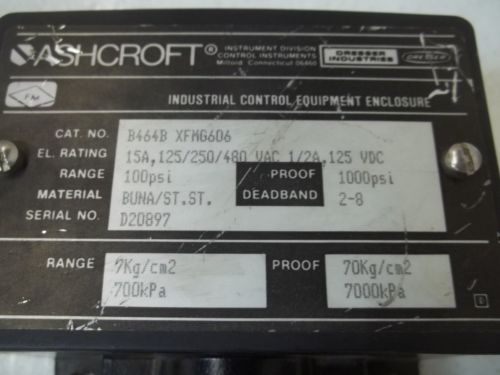 ASHCROFT® INSTRUMENT DIVISION
CONTROL INSTRUMENTS
Milford, Connecticut 06460
DRESSER
INDUSTRIES
DRESSER
FM
INDUSTRIAL CONTROL EQUIPMENT ENCLOSURE
CAT. NO. B464B XFMG606
EL. RATING 15A,125/250/480 VAC 1/2A,125 VDC
RANGE 100psi PROOF 1000psi
MATERIAL BUNA/ST.ST. DEADBAND 2-8
SERIAL NO. D20897
RANGE 7Kg/cm2 PROOF 70Kg/cm2
700kPa 7000kPa